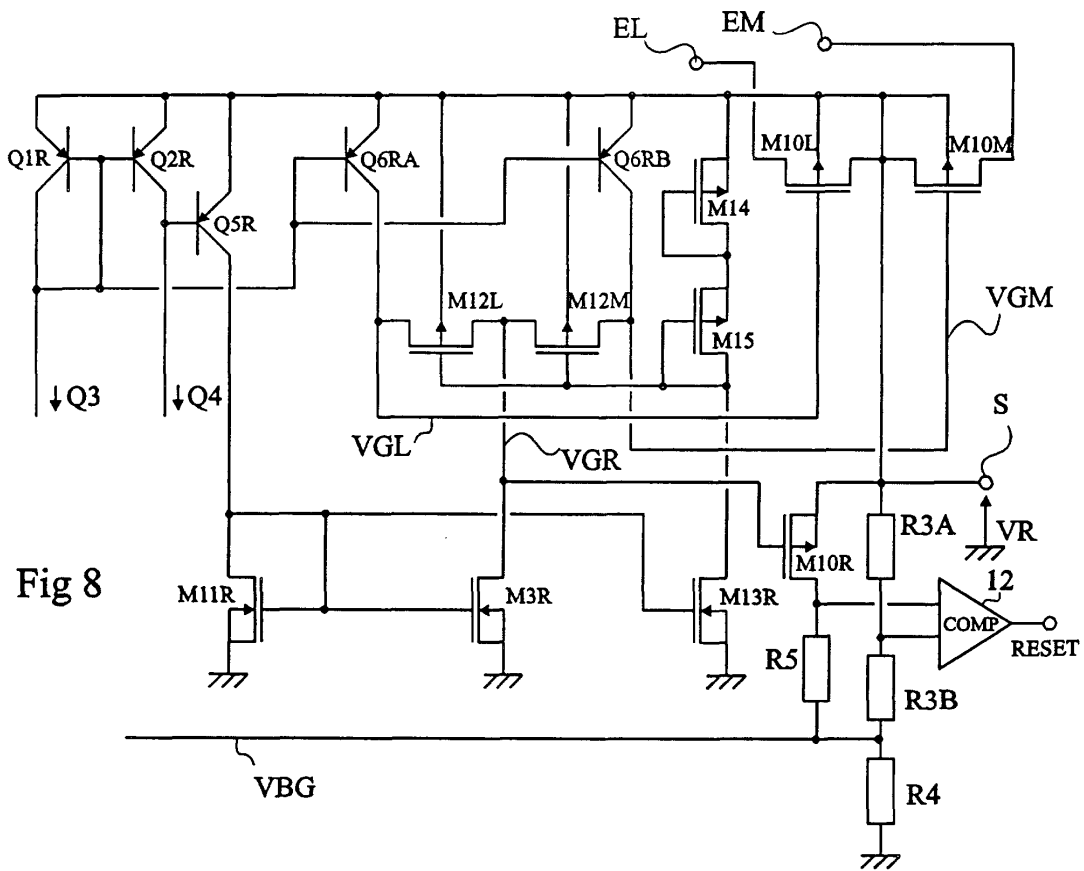 EL
EM
Q1R
Q2R
Q5R
Q6RA
Q6RB
M14
M10L
M10M
M12L
M12M
M15
VGM
Q3
Q4
VGL
VGR
S
VR
R3A
M10R
Fig 8
M11R
M3R
M13R
12
COMP
RESET
R5
R3B
VBG
R4